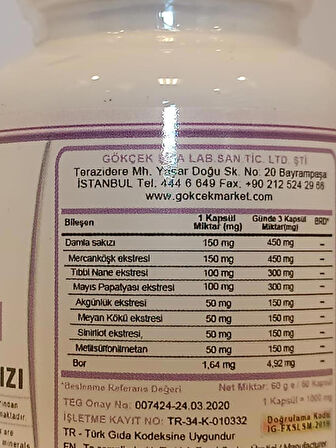 GÖKÇEK LAB.SAN.TİC. LTD. ŞTİ
Terazidere Mh. Yaşar Doğu Sk. No: 20 Bayrampaşa
İSTANBUL Tel: 444 6 649 Fax: +90 212 524 29 66
www.gokcekmarket.com
Bileşen 1 Kapsül Miktar (mg) Günde 3 Kapsül Miktar(mg) BRD*
Damla sakızı 150 mg 450 mg –
Mercanköşk ekstresi 150 mg 450 mg –
Tıbbi Nane ekstresi 100 mg 300 mg –
Mayıs Papatyası ekstresi 100 mg 300 mg –
Akgünlük ekstresi 50 mg 150 mg –
Meyan Kökü ekstresi 50 mg 150 mg –
Sinirliot ekstresi, 50 mg 150 mg –
Metilsülfonilmetan 50 mg 150 mg –
Bor 1,64 mg 4,92 mg –
*Beslenme Referans Değeri Net Miktar: 60 g / 60 Kapsül
1 Kapsül = 1000 mg
TEG Onay No: 007424-24.03.2020
İŞLETME KAYIT NO: TR-34-K-010332
Doğrulama Kodu
TR - Türk Gıda Kodeksine Uygundur
IZI
minerals